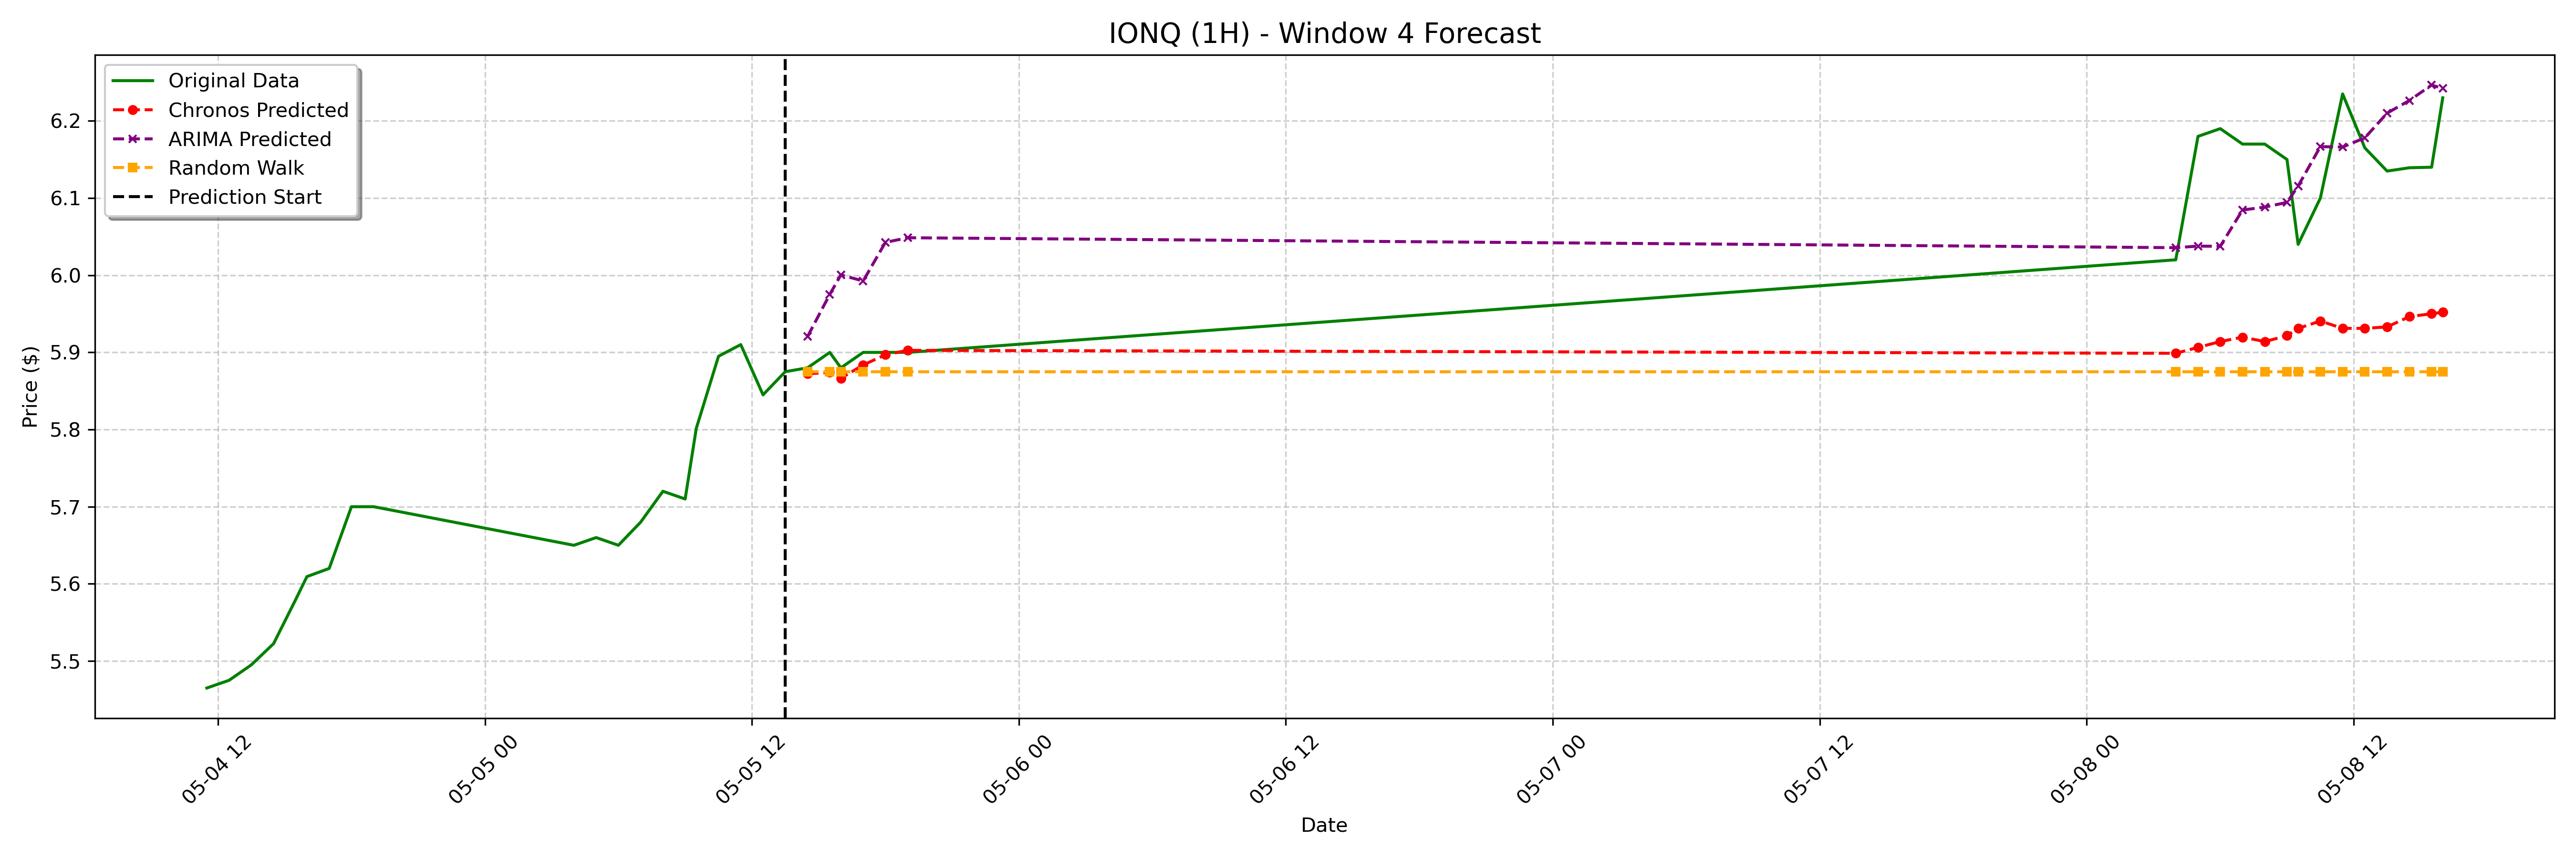 IONQ (1H) - Window 4 Forecast
Original Data
Chronos Predicted
ARIMA Predicted
Random Walk
Prediction Start
Price ($)
6.2
6.1
6.0
5.9
5.8
5.7
5.6
5.5
05-04 12
05-05 00
05-05 12
05-06 00
05-06 12
05-07 00
05-07 12
05-08 00
05-08 12
Date